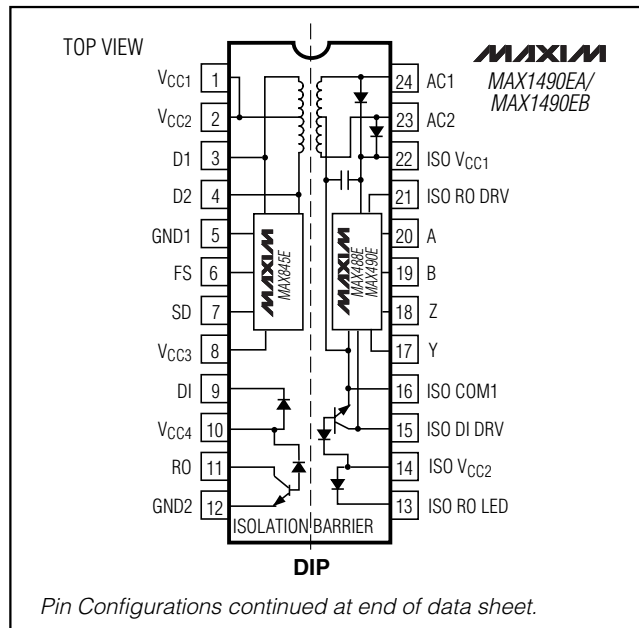 TOP VIEW
MAXIM
MAX1490EA/
MAX1490EB
VCC1 1
VCC2 2
D1 3
D2 4
GND1 5
FS 6
SD 7
VCC3 8
DI 9
VCC4 10
RO 11
GND2 12
MAXIM
MAX845E
MAXIM
MAX488E
MAX490E
24 AC1
23 AC2
22 ISO VCC1
21 ISO RO DRV
20 A
19 B
18 Z
17 Y
16 ISO COM1
15 ISO DI DRV
14 ISO VCC2
13 ISO RO LED
ISOLATION BARRIER
DIP
Pin Configurations continued at end of data sheet.